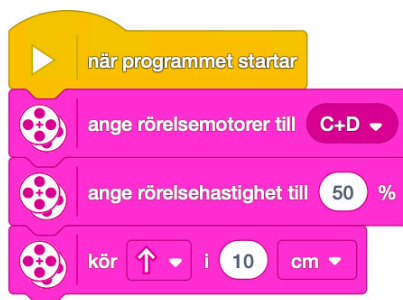 när programmet startar
ange rörelsemotorer till C+D
ange rörelsehastighet till 50 %
kör i 10 cm